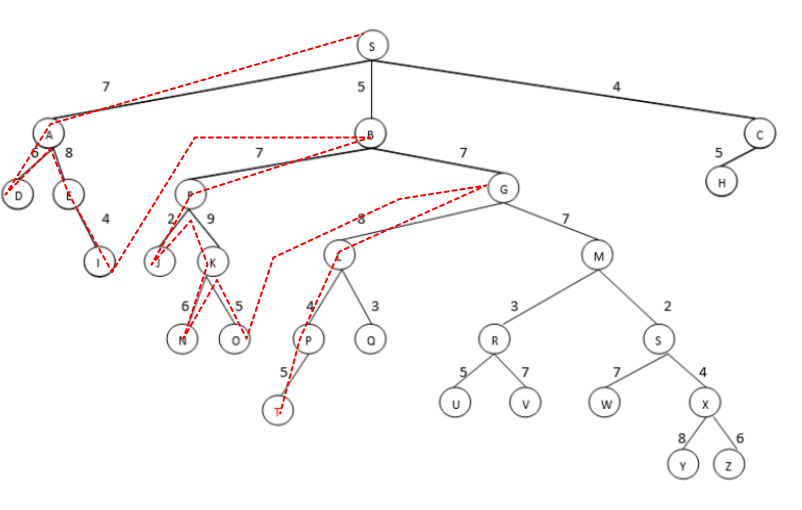 S
7 5 4
A B C
6 8 7 7 5
D E F G H
4 2 9 8 7
I J K L M
6 5 4 3 3 2
N O P Q R S
5 5 7 7 4
T U V W X
8 6
Y Z